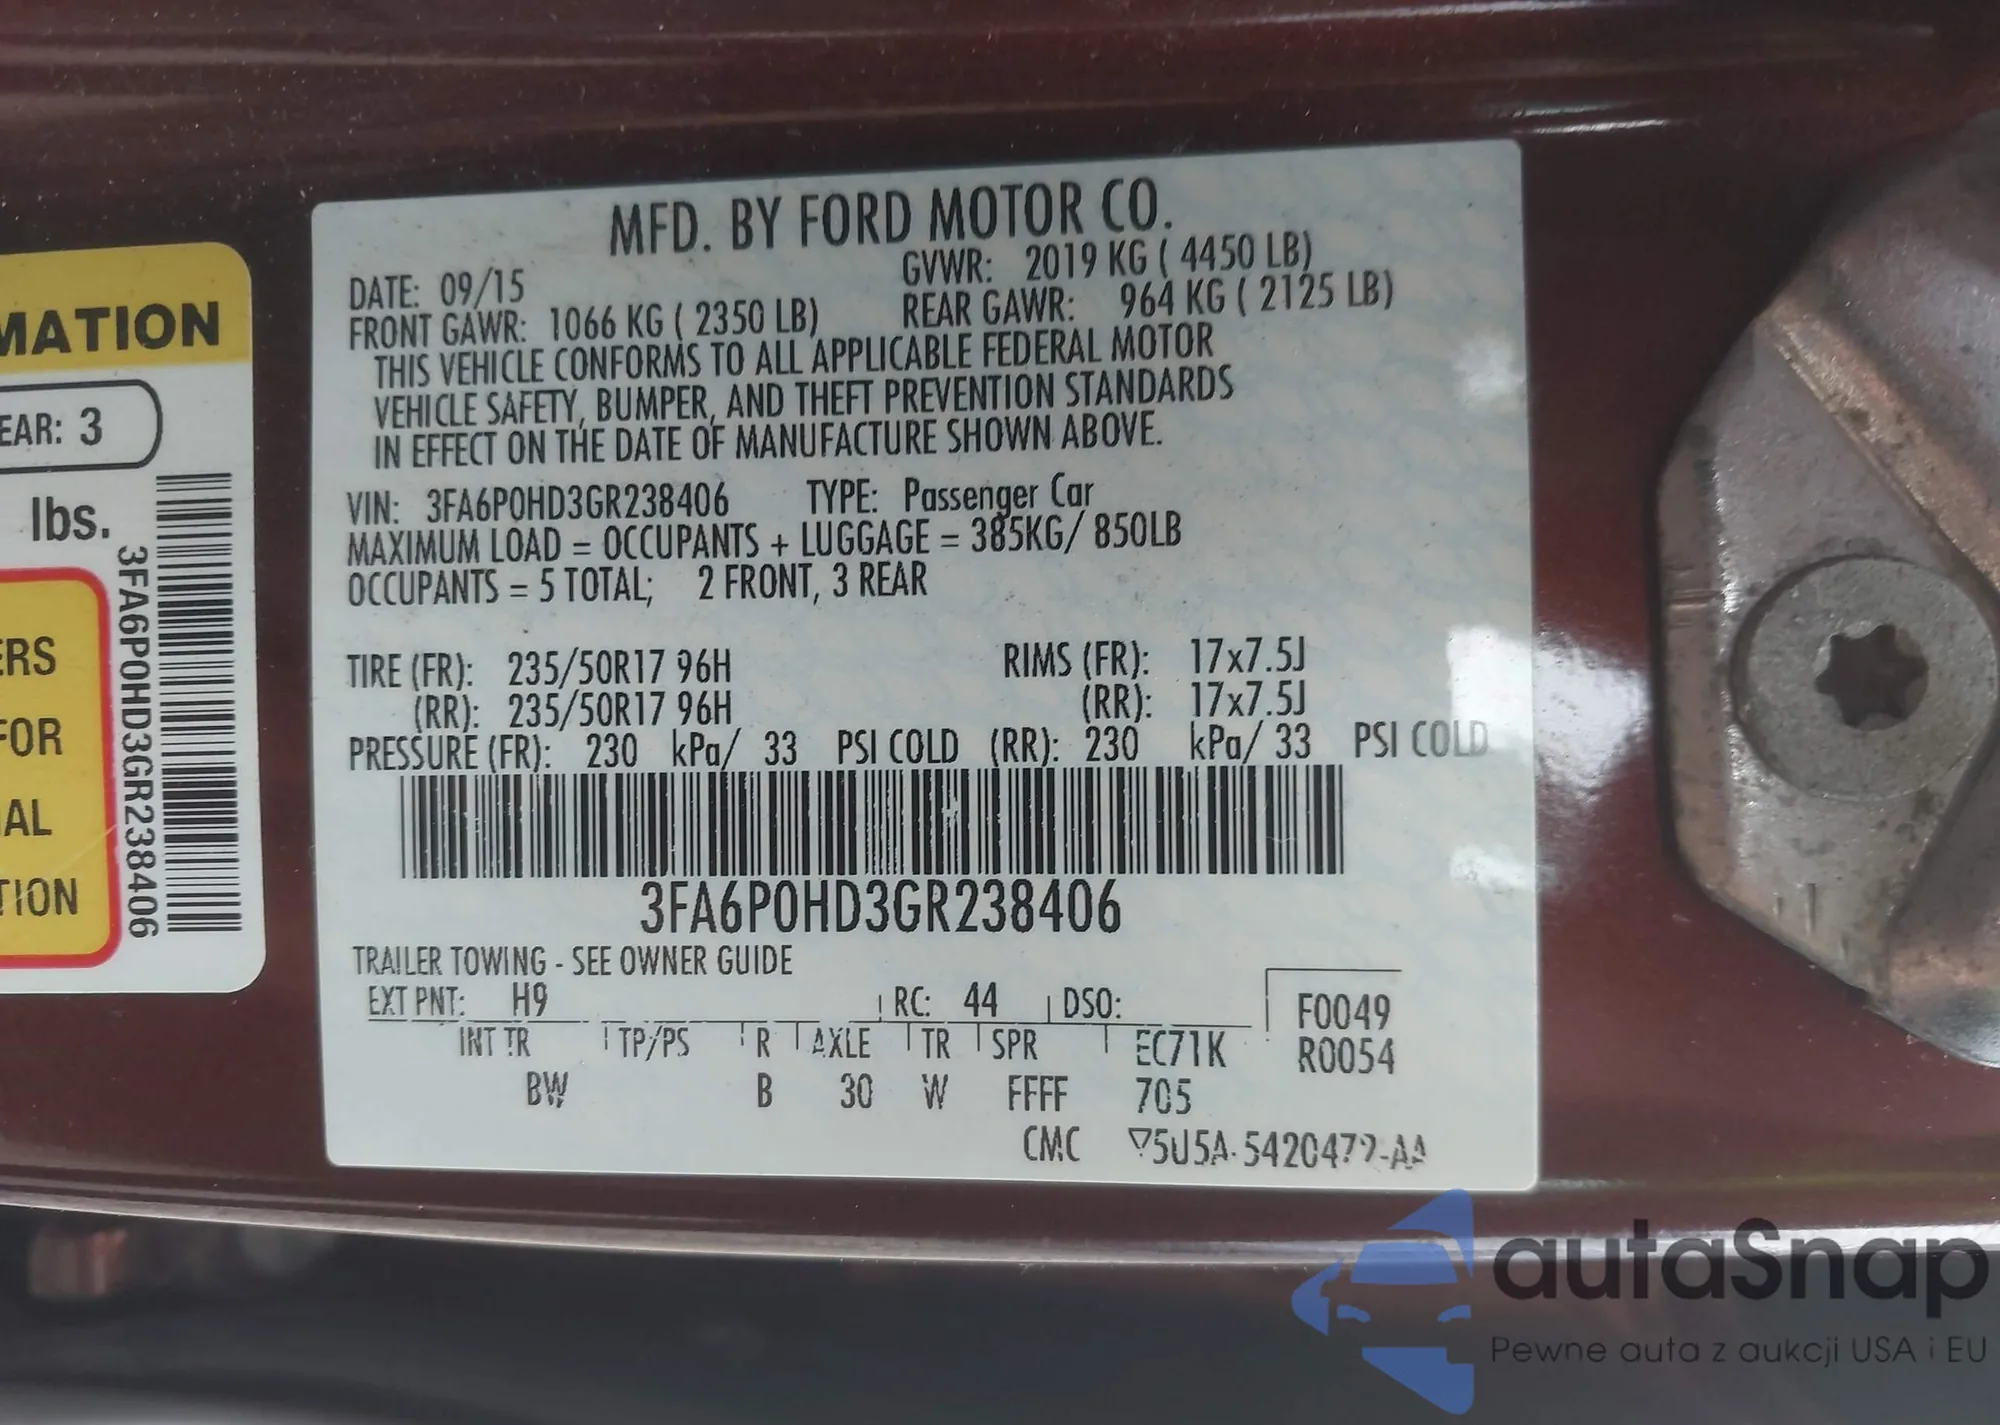 MATION
EAR: 3
lbs.
ERS
FOR
AL
TION
3FA6P0HD3GR238406
MFD. BY FORD MOTOR CO.
DATE: 09/15 GVWR: 2019 KG ( 4450 LB)
FRONT GAWR: 1066 KG ( 2350 LB) REAR GAWR: 964 KG ( 2125 LB)
THIS VEHICLE CONFORMS TO ALL APPLICABLE FEDERAL MOTOR
VEHICLE SAFETY, BUMPER, AND THEFT PREVENTION STANDARDS
IN EFFECT ON THE DATE OF MANUFACTURE SHOWN ABOVE.
VIN: 3FA6P0HD3GR238406 TYPE: Passenger Car
MAXIMUM LOAD = OCCUPANTS + LUGGAGE = 385KG/ 850LB
OCCUPANTS = 5 TOTAL; 2 FRONT, 3 REAR
TIRE (FR): 235/50R17 96H RIMS (FR): 17x7.5J
(RR): 235/50R17 96H (RR): 17x7.5J
PRESSURE (FR): 230 kPa/ 33 PSI COLD (RR): 230 kPa/ 33 PSI COLD
3FA6P0HD3GR238406
TRAILER TOWING - SEE OWNER GUIDE
EXT PNT: H9 RC: 44 DSO: F0049
INT TR TP/PS R AXLE TR SPR EC71K R0054
BW B 30 W FFFF 705
CMC
autaSnap
Pewne auta z aukcji USA i EU